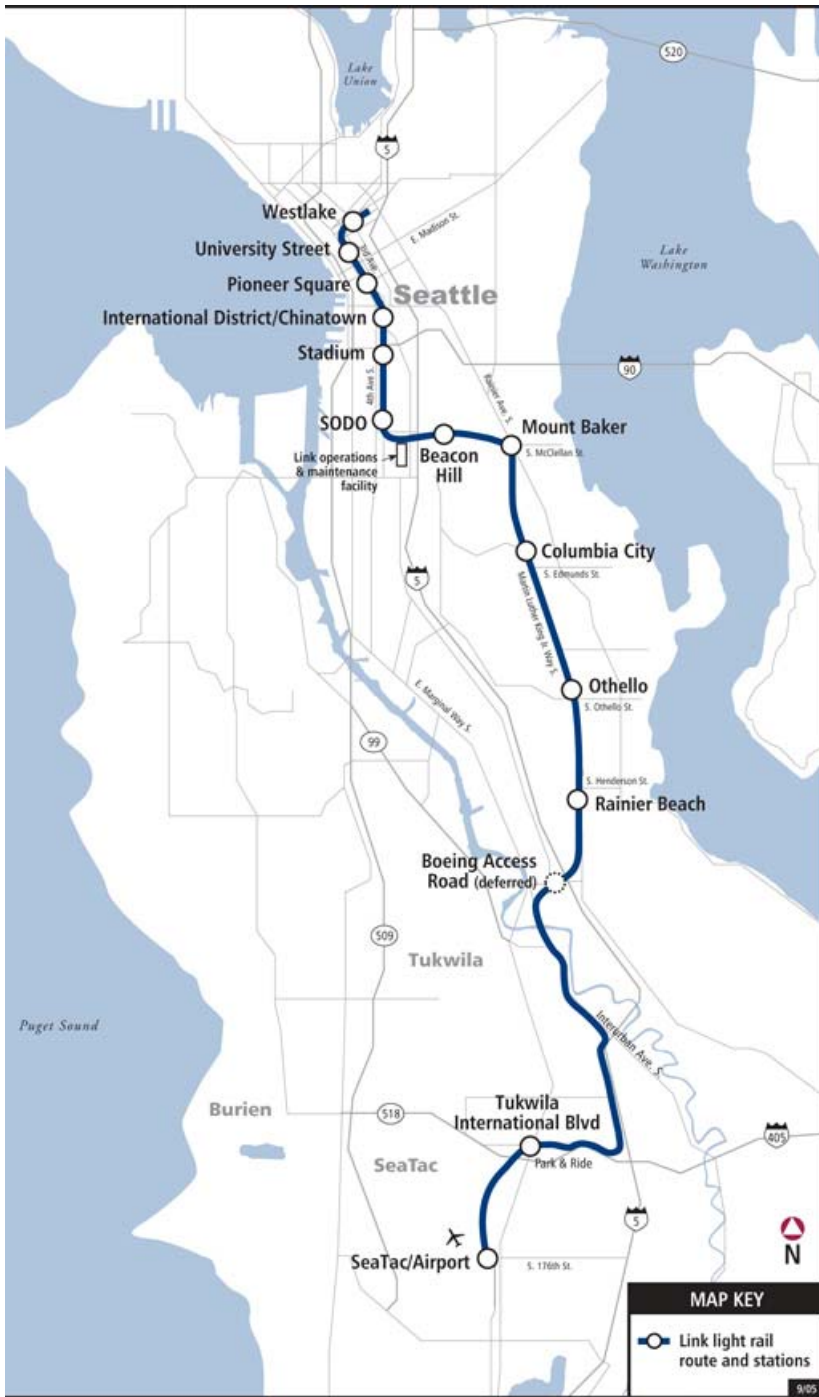 Lake
Union
520
5
Westlake
E. Madison St.
University Street
3rd Ave.
Lake
Washington
Pioneer Square
Seattle
International District/Chinatown
Stadium
90
4th Ave S.
Rainier Ave. S.
SODO
Mount Baker
Beacon
Hill
S. McClellan St.
Link operations
& maintenance
facility
Columbia City
S. Edmunds St.
5
Martin Luther King Jr. Way S.
Othello
S. Othello St.
E. Marginal Way S.
99
S. Henderson St.
Rainier Beach
Boeing Access
Road (deferred)
509
Tukwila
Puget Sound
Interurban Ave. S.
Tukwila
International Blvd
Burien
518
405
SeaTac
Park & Ride
5
N
SeaTac/Airport
S. 176th St.
MAP KEY
Link light rail
route and stations
9/05